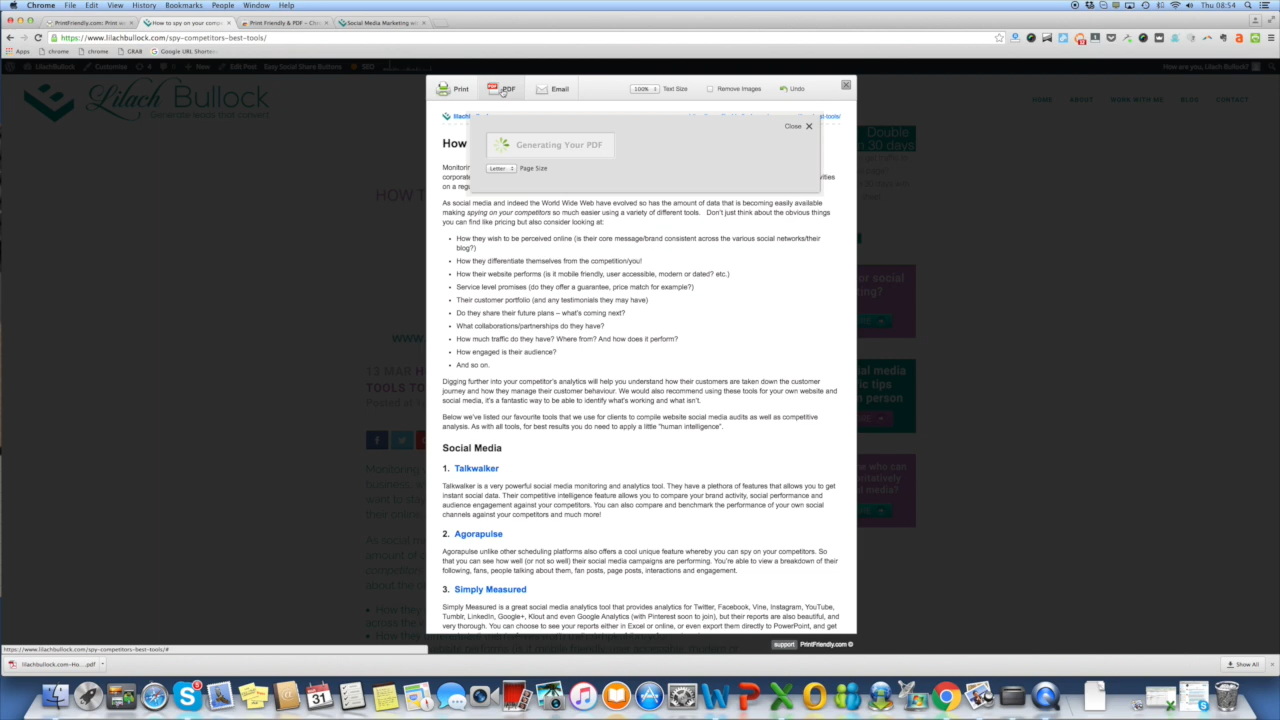 Chrome File Edit View History Bookmarks People Window Help Thu 08:54
PrintFriendly.com: Print w How to spy on your compe Print Friendly & PDF – Ch Social Media Marketing w
https://www.lilachbullock.com/spy-competitors-best-tools/
Apps chrome chrome GRAB Google URL Shorten
LilachBullock Customise 4 0 New Edit Post Easy Social Share Buttons SEO How are you, Lilach Bullock
Lilach Bullock
Generate words that convert
HOME ABOUT WORK WITH ME BLOG CONTACT
Print PDF Email 100% Text Size Remove Images Undo
Close
Generating Your PDF
Letter Page Size
How
Monitorin
corporate vities
on a regu
As social media and indeed the World Wide Web have evolved so has the amount of data that is becoming easily available
making spying on your competitors so much easier using a variety of different tools. Don't just think about the obvious things
you can find like pricing but also consider looking at:
• How they wish to be perceived online (is their core message/brand consistent across the various social networks/their
blog?)
• How they differentiate themselves from the competition/you!
• How their website performs (is it mobile friendly, user accessible, modern or dated? etc.)
• Service level promises (do they offer a guarantee, price match for example?)
• Their customer portfolio (and any testimonials they may have)
• Do they share their future plans – what's coming next?
• What collaborations/partnerships do they have?
• How much traffic do they have? Where from? And how does it perform?
• How engaged is their audience?
• And so on.
Digging further into your competitor's analytics will help you understand how their customers are taken down the customer
journey and how they manage their customer behaviour. We would also recommend using these tools for your own website and
social media, it's a fantastic way to be able to identify what's working and what isn't.
Below we've listed our favourite tools that we use for clients to compile website social media audits as well as competitive
analysis. As with all tools, for best results you do need to apply a little "human intelligence".
Social Media
1. Talkwalker
Talkwalker is a very powerful social media monitoring and analytics tool. They have a plethora of features that allows you to get
instant social data. Their competitive intelligence feature allows you to compare your brand activity, social performance and
audience engagement against your competitors. You can also compare and benchmark the performance of your own social
channels against your competitors and much more!
2. Agorapulse
Agorapulse unlike other scheduling platforms also offers a cool unique feature whereby you can spy on your competitors. So
that you can see how well (or not so well) their social media campaigns are performing. You're able to view a breakdown of their
following, fans, people talking about them, fan posts, page posts, interactions and engagement.
3. Simply Measured
Simply Measured is a great social media analytics tool that provides analytics for Twitter, Facebook, Vine, Instagram, YouTube,
Tumblr, LinkedIn, Google+, Klout and even Google Analytics (with Pinterest soon to join), but their reports are also beautiful, and
very thorough. You can choose to see your reports either in Excel or online, or even export them directly to PowerPoint, and get
support PrintFriendly.com
https://www.lilachbullock.com/spy-competitors-best-tools/#
lilachbullock.com-Ho....pdf Show All